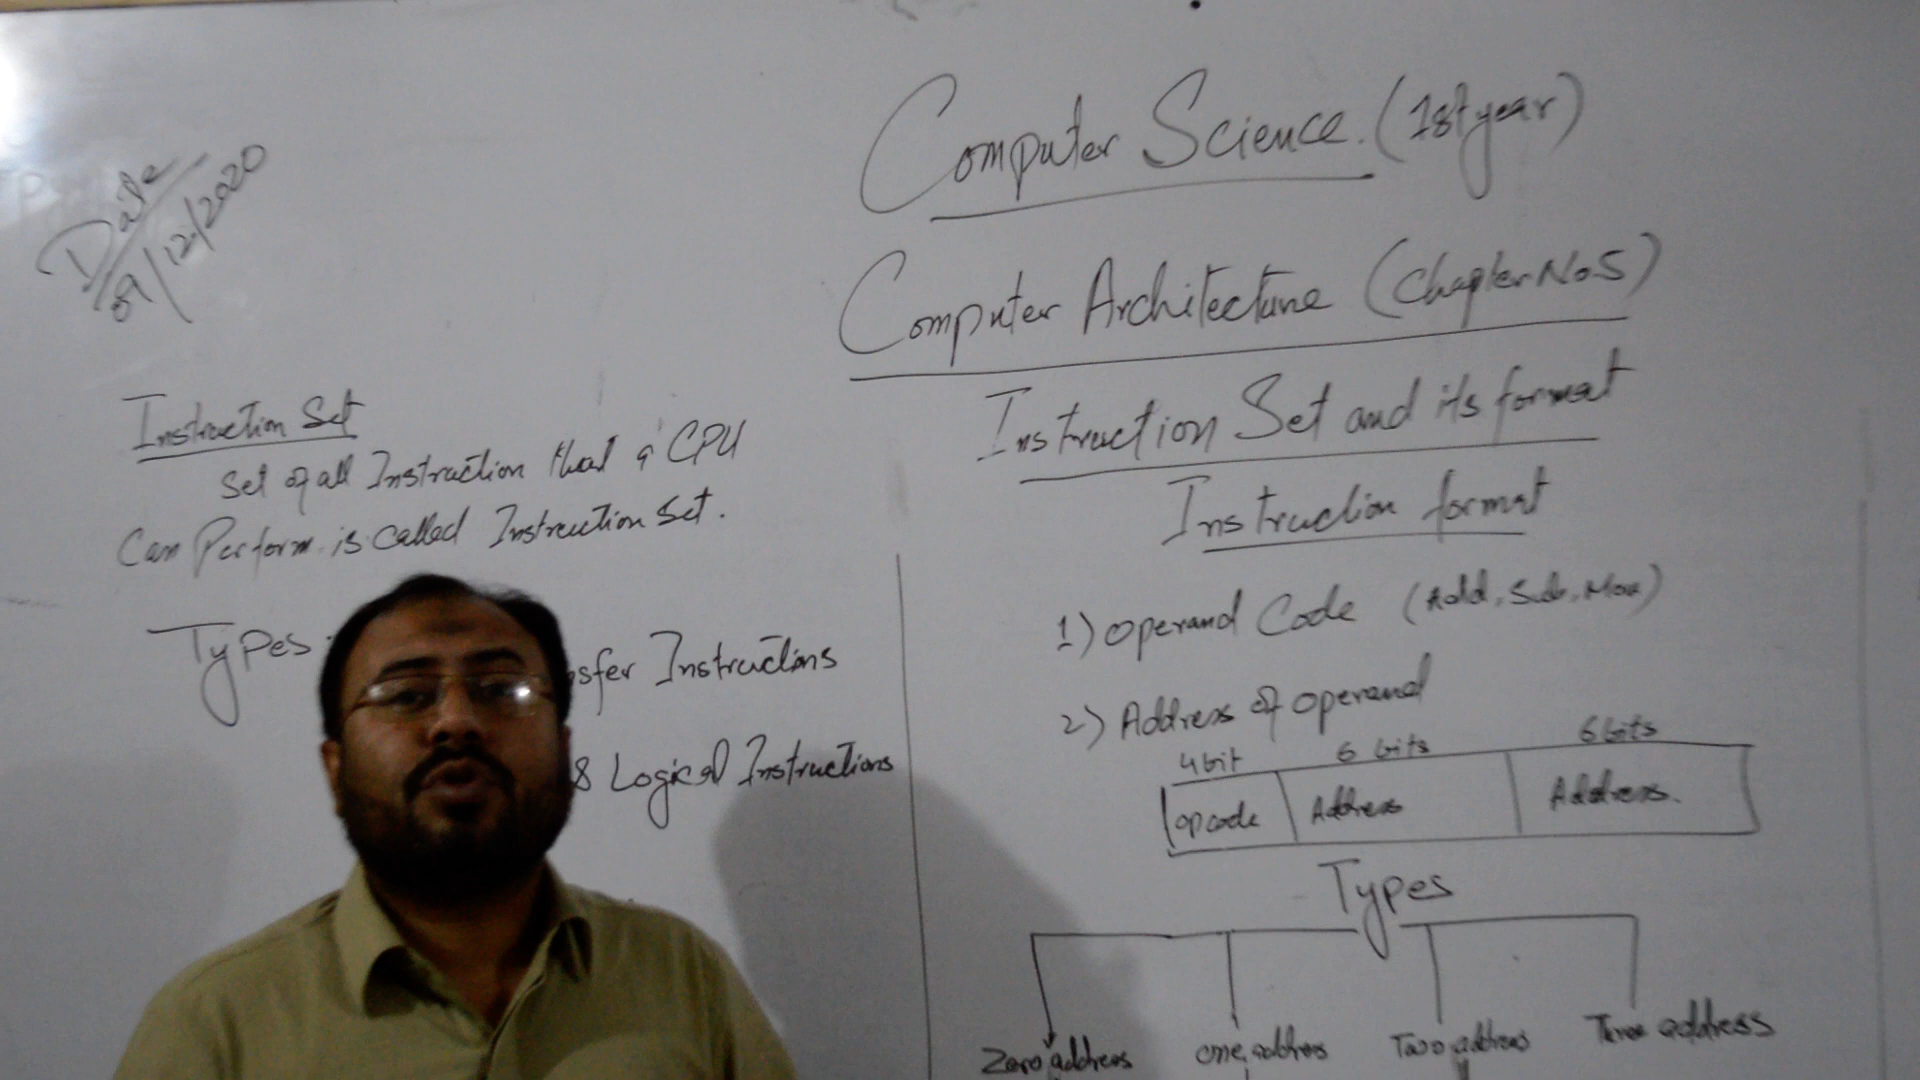 Date
09/12/2020
Computer Science. (1st year)
Computer Architecture (Chapter No 5)
Instruction Set and its format
Instruction format
1) Operand Code (Add, Sub, Mov)
2) Address of operand
4 bit 6 bits 6 bits
opcode Address Address.
Types
Zero address one address Two address Three address
Instruction Set
Set of all Instruction that a CPU
Can Perform is called Instruction Set.
Types
sfer Instructions
& Logical Instructions